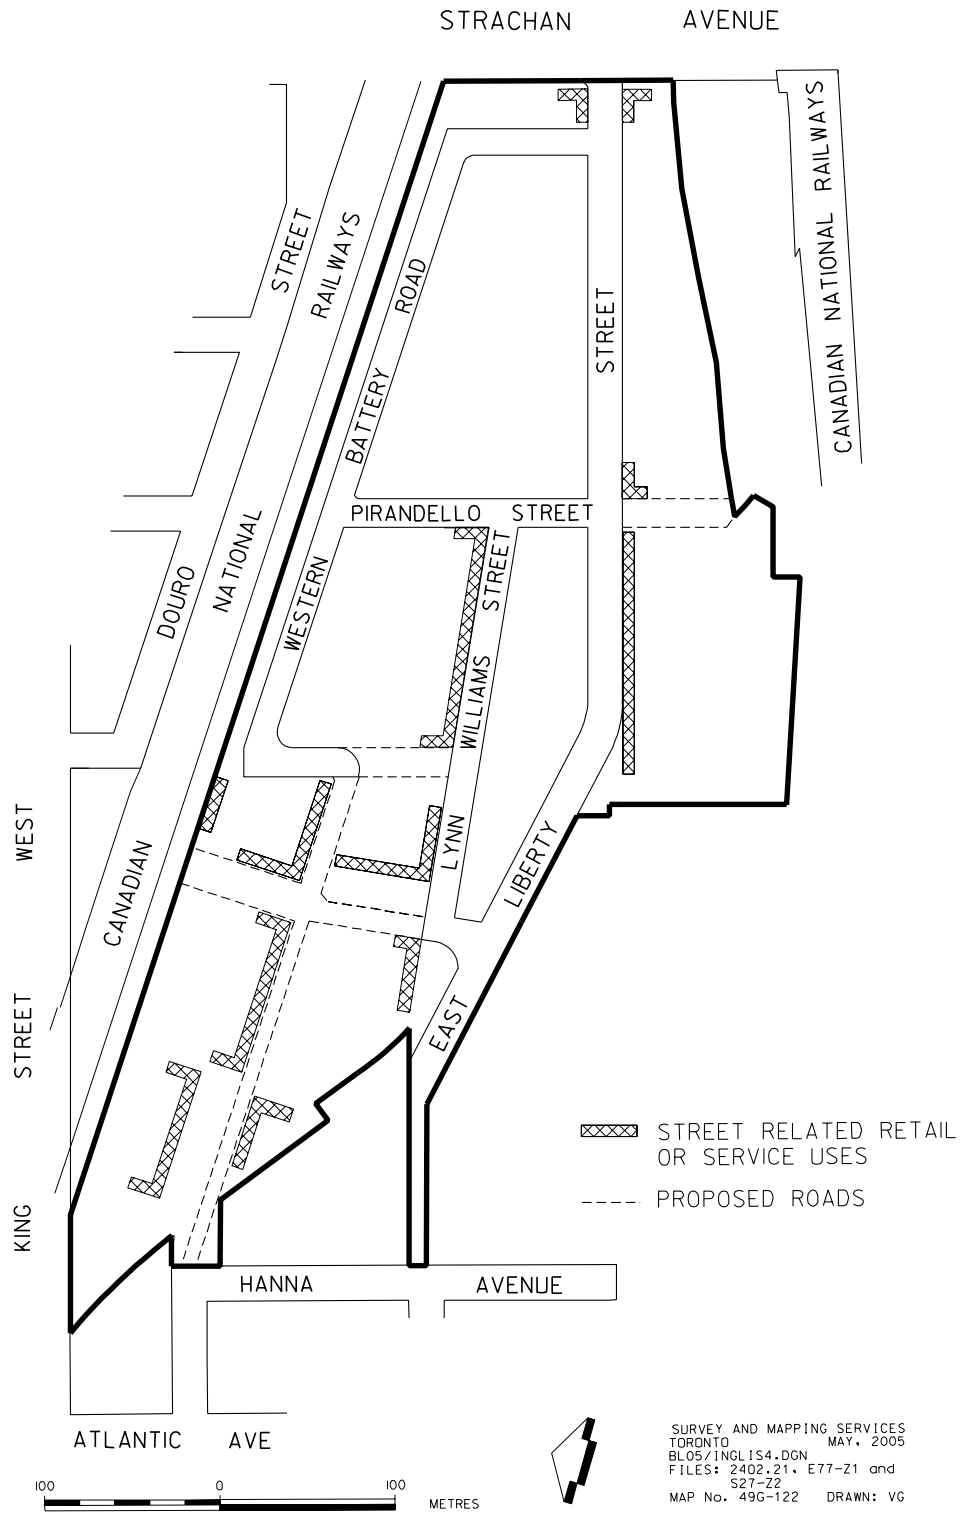 STRACHAN AVENUE
STREET
RAILWAYS
ROAD
STREET
CANADIAN NATIONAL RAILWAYS
BATTERY
PIRANDELLO STREET
NATIONAL
DOURO
WESTERN
STREET
WILLIAMS
LYNN
LIBERTY
EAST
CANADIAN
WEST
STREET
KING
STREET RELATED RETAIL
OR SERVICE USES
PROPOSED ROADS
HANNA AVENUE
ATLANTIC AVE
100 0 100
METRES
SURVEY AND MAPPING SERVICES
TORONTO MAY, 2005
BL05/INGLIS4.DGN
FILES: 2402.21, E77-Z1 and
S27-Z2
MAP No. 49G-122 DRAWN: VG